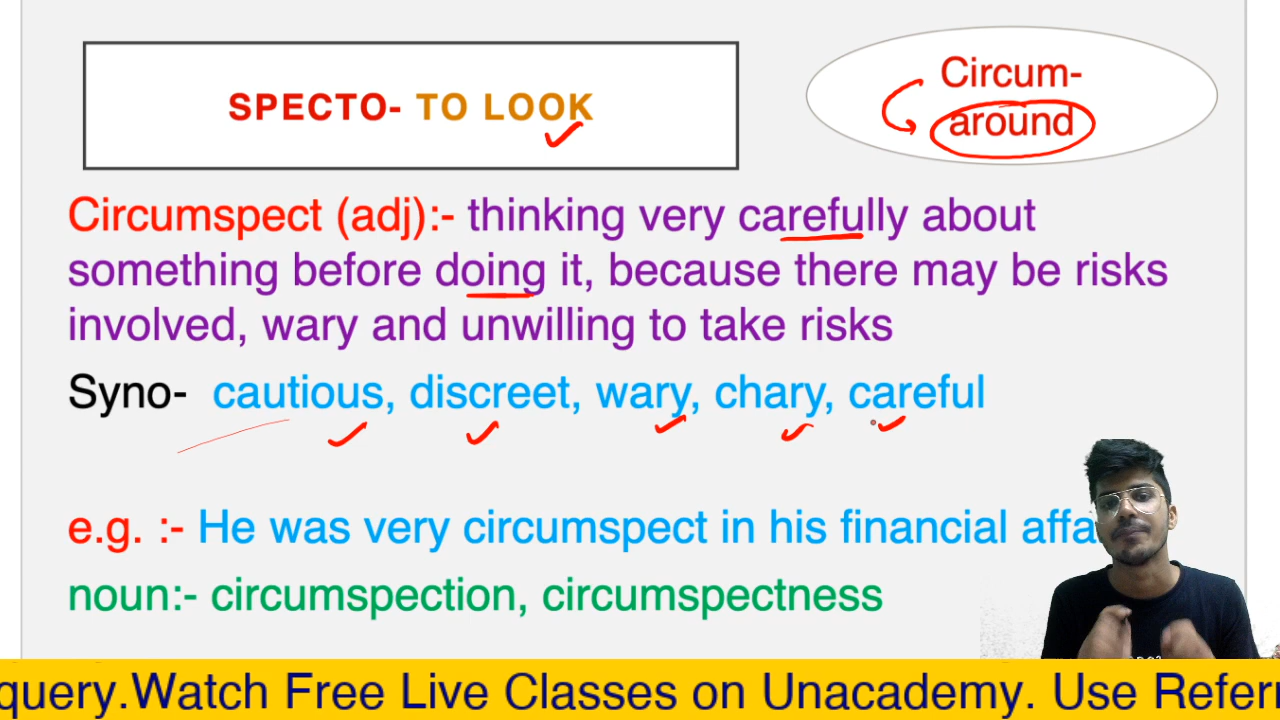 SPECTO- TO LOOK
Circum-
around
Circumspect (adj):- thinking very carefully about
something before doing it, because there may be risks
involved, wary and unwilling to take risks
Syno- cautious, discreet, wary, chary, careful
e.g. :- He was very circumspect in his financial affa
noun:- circumspection, circumspectness
query.Watch Free Live Classes on Unacademy. Use Refer